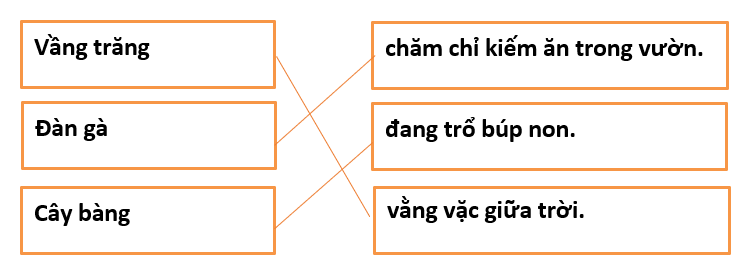 Vầng trăng
chăm chỉ kiếm ăn trong vườn.
Đàn gà
đang trổ búp non.
Cây bàng
vằng vặc giữa trời.